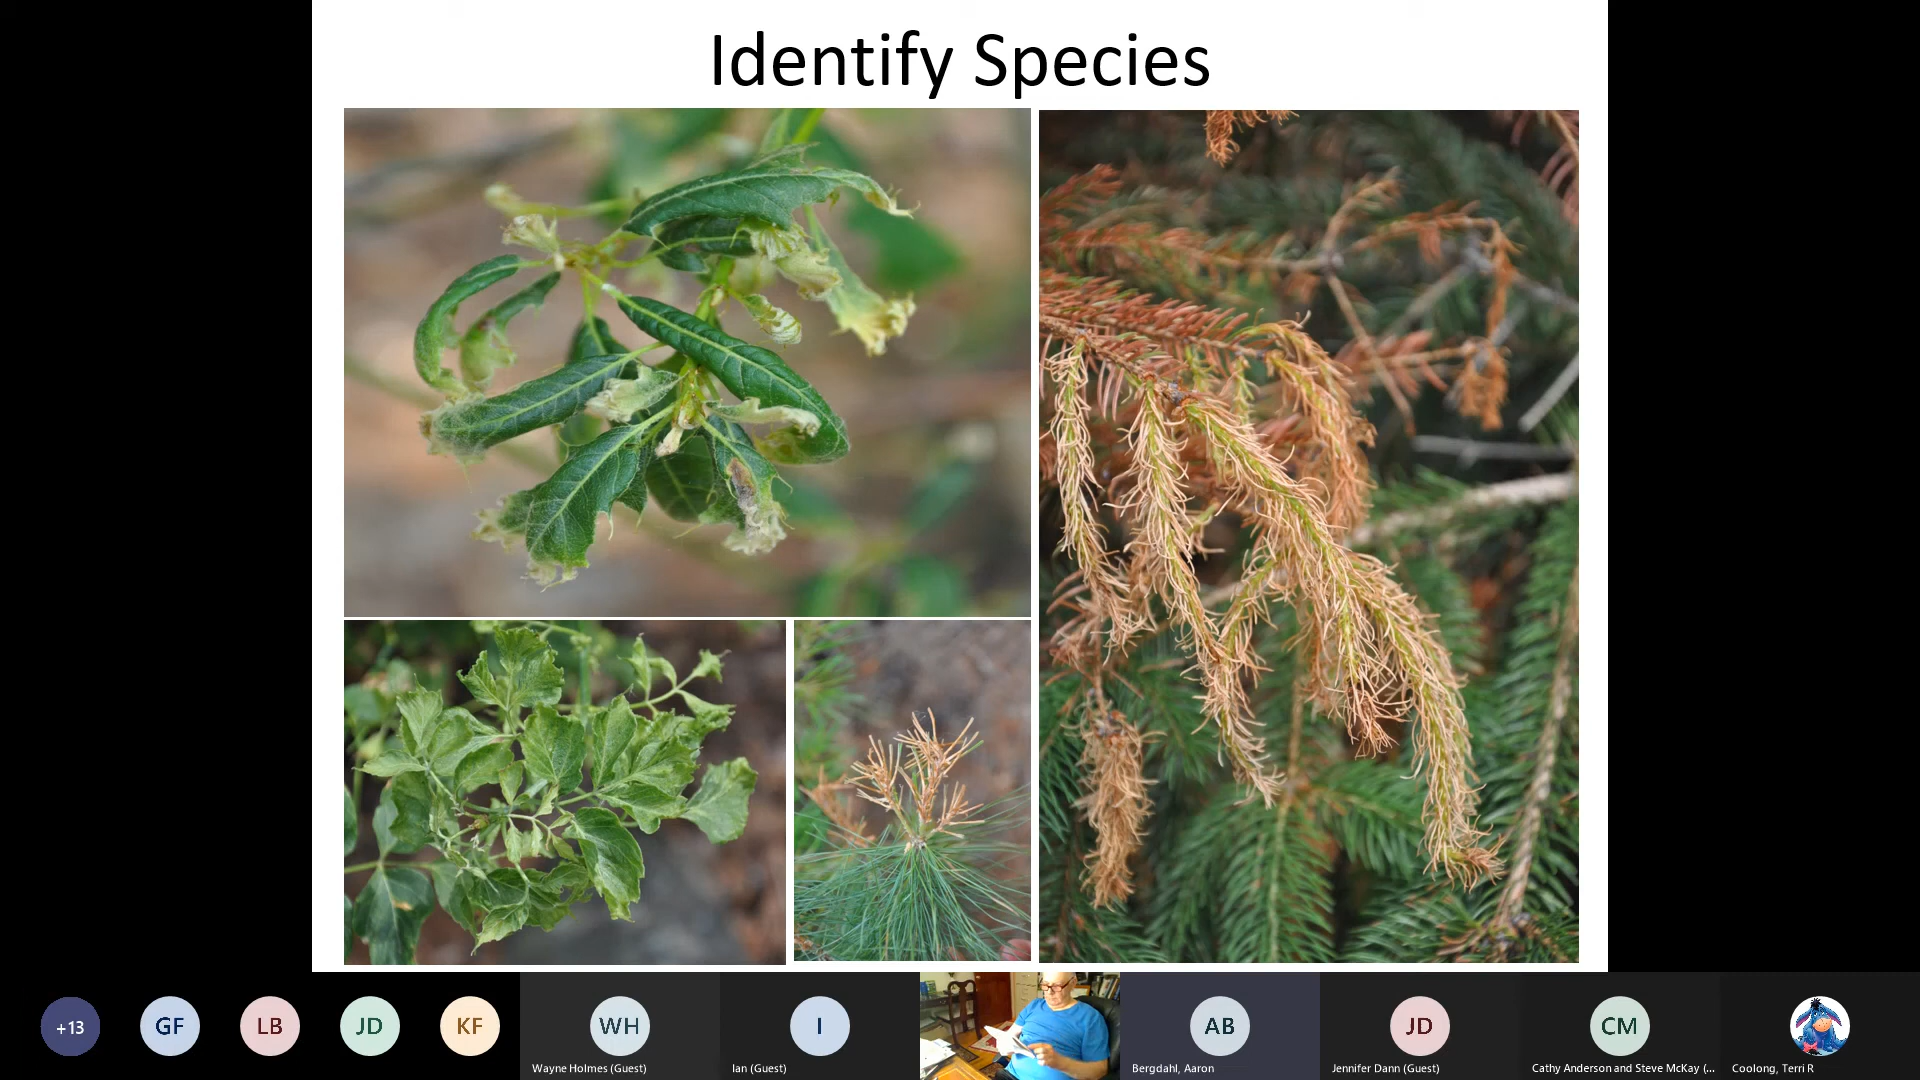 Identify Species
+13
GF
LB
JD
KF
WH
I
AB
JD
CM
Wayne Holmes (Guest)
Ian (Guest)
Bergdahl, Aaron
Jennifer Dann (Guest)
Cathy Anderson and Steve McKay (...
Coolong, Terri R